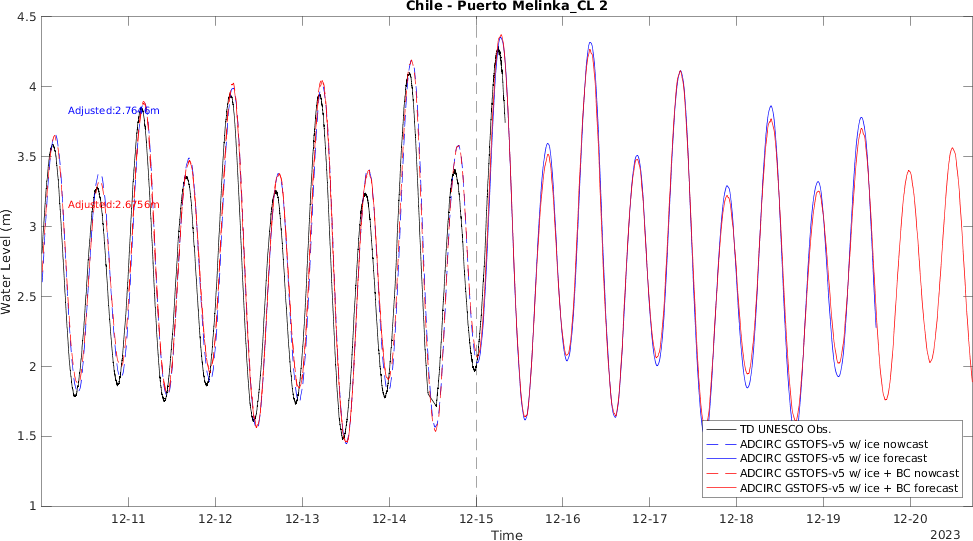 Chile - Puerto Melinka_CL 2
4.5
4
3.5
3
2.5
2
1.5
1
Water Level (m)
Adjusted:2.7646m
Adjusted:2.6756m
TD UNESCO Obs.
ADCIRC GSTOFS-v5 w/ ice nowcast
ADCIRC GSTOFS-v5 w/ ice forecast
ADCIRC GSTOFS-v5 w/ ice + BC nowcast
ADCIRC GSTOFS-v5 w/ ice + BC forecast
12-11 12-12 12-13 12-14 12-15 12-16 12-17 12-18 12-19 12-20
Time
2023